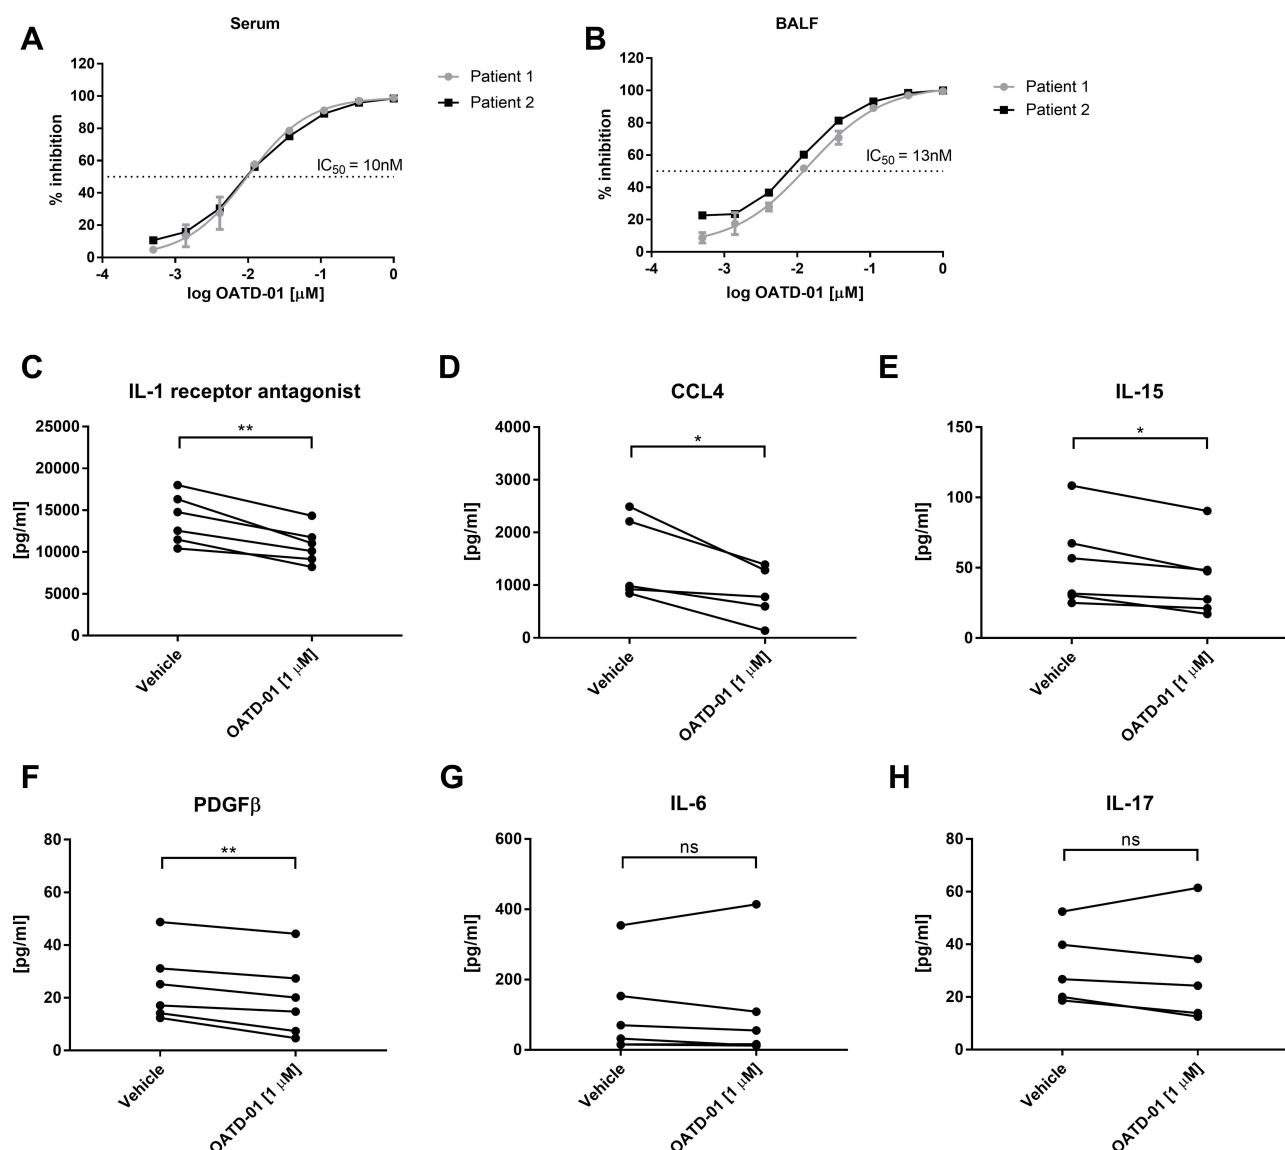 Serum
BALF
A
B
120
100
80
60
40
20
0
% inhibition
Patient 1
Patient 2
IC50 = 10nM
-4 -3 -2 -1 0
log OATD-01 [μM]
120
100
80
60
40
20
0
% inhibition
Patient 1
Patient 2
IC50 = 13nM
-4 -3 -2 -1 0
log OATD-01 [μM]
C
IL-1 receptor antagonist
25000
20000
15000
10000
5000
0
[pg/ml]
**
Vehicle
OATD-01 [1 μM]
D
CCL4
4000
3000
2000
1000
0
[pg/ml]
*
Vehicle
OATD-01 [1 μM]
E
IL-15
150
100
50
0
[pg/ml]
*
Vehicle
OATD-01 [1 μM]
F
PDGFβ
80
60
40
20
0
[pg/ml]
**
Vehicle
OATD-01 [1 μM]
G
IL-6
600
400
200
0
[pg/ml]
ns
Vehicle
OATD-01 [1 μM]
H
IL-17
80
60
40
20
0
[pg/ml]
ns
Vehicle
OATD-01 [1 μM]